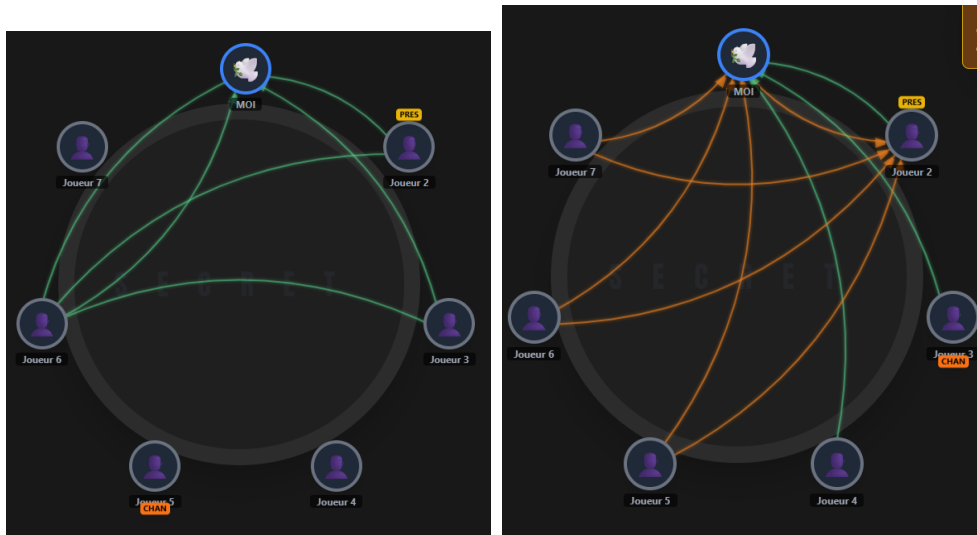 MOI
PRES
Joueur 7
Joueur 2
SECRET
Joueur 6
Joueur 3
Joueur 5
CHAN
Joueur 4
MOI
PRES
Joueur 7
Joueur 2
SECRET
Joueur 6
Joueur 3
CHAN
Joueur 5
Joueur 4